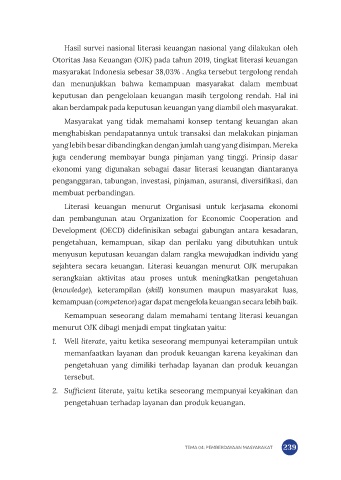 Hasil survei nasional literasi keuangan nasional yang dilakukan oleh
Otoritas Jasa Keuangan (OJK) pada tahun 2019, tingkat literasi keuangan
masyarakat Indonesia sebesar 38,03% . Angka tersebut tergolong rendah
dan menunjukkan bahwa kemampuan masyarakat dalam membuat
keputusan dan pengelolaan keuangan masih tergolong rendah. Hal ini
akan berdampak pada keputusan keuangan yang diambil oleh masyarakat.
Masyarakat yang tidak memahami konsep tentang keuangan akan
menghabiskan pendapatannya untuk transaksi dan melakukan pinjaman
yang lebih besar dibandingkan dengan jumlah uang yang disimpan. Mereka
juga cenderung membayar bunga pinjaman yang tinggi. Prinsip dasar
ekonomi yang digunakan sebagai dasar literasi keuangan diantaranya
penganggaran, tabungan, investasi, pinjaman, asuransi, diversifikasi, dan
membuat perbandingan.
Literasi keuangan menurut Organisasi untuk kerjasama ekonomi
dan pembangunan atau Organization for Economic Cooperation and
Development (OECD) didefinisikan sebagai gabungan antara kesadaran,
pengetahuan, kemampuan, sikap dan perilaku yang dibutuhkan untuk
menyusun keputusan keuangan dalam rangka mewujudkan individu yang
sejahtera secara keuangan. Literasi keuangan menurut OJK merupakan
serangkaian aktivitas atau proses untuk meningkatkan pengetahuan
(knowledge), keterampilan (skill) konsumen maupun masyarakat luas,
kemampuan (competence) agar dapat mengelola keuangan secara lebih baik.
Kemampuan seseorang dalam memahami tentang literasi keuangan
menurut OJK dibagi menjadi empat tingkatan yaitu:
1. Well literate, yaitu ketika seseorang mempunyai keterampilan untuk
memanfaatkan layanan dan produk keuangan karena keyakinan dan
pengetahuan yang dimiliki terhadap layanan dan produk keuangan
tersebut.
2. Sufficient literate, yaitu ketika seseorang mempunyai keyakinan dan
pengetahuan terhadap layanan dan produk keuangan.
TEMA 04: PEMBERDAYAAN MASYARAKAT 239